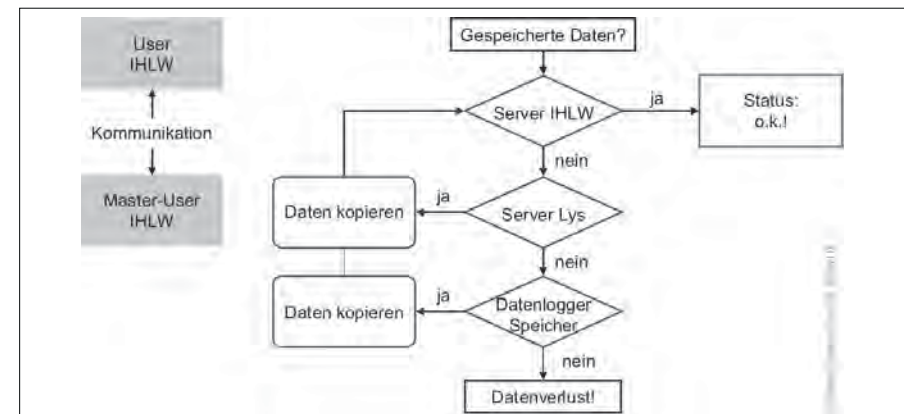 User
IHLW
Kommunikation
Master-User
IHLW
Gespeicherte Daten?
Server IHLW
ja
Status:
o.k.!
nein
Daten kopieren
ja
Server Lys
nein
Daten kopieren
ja
Datenlogger
Speicher
nein
Datenverlust!